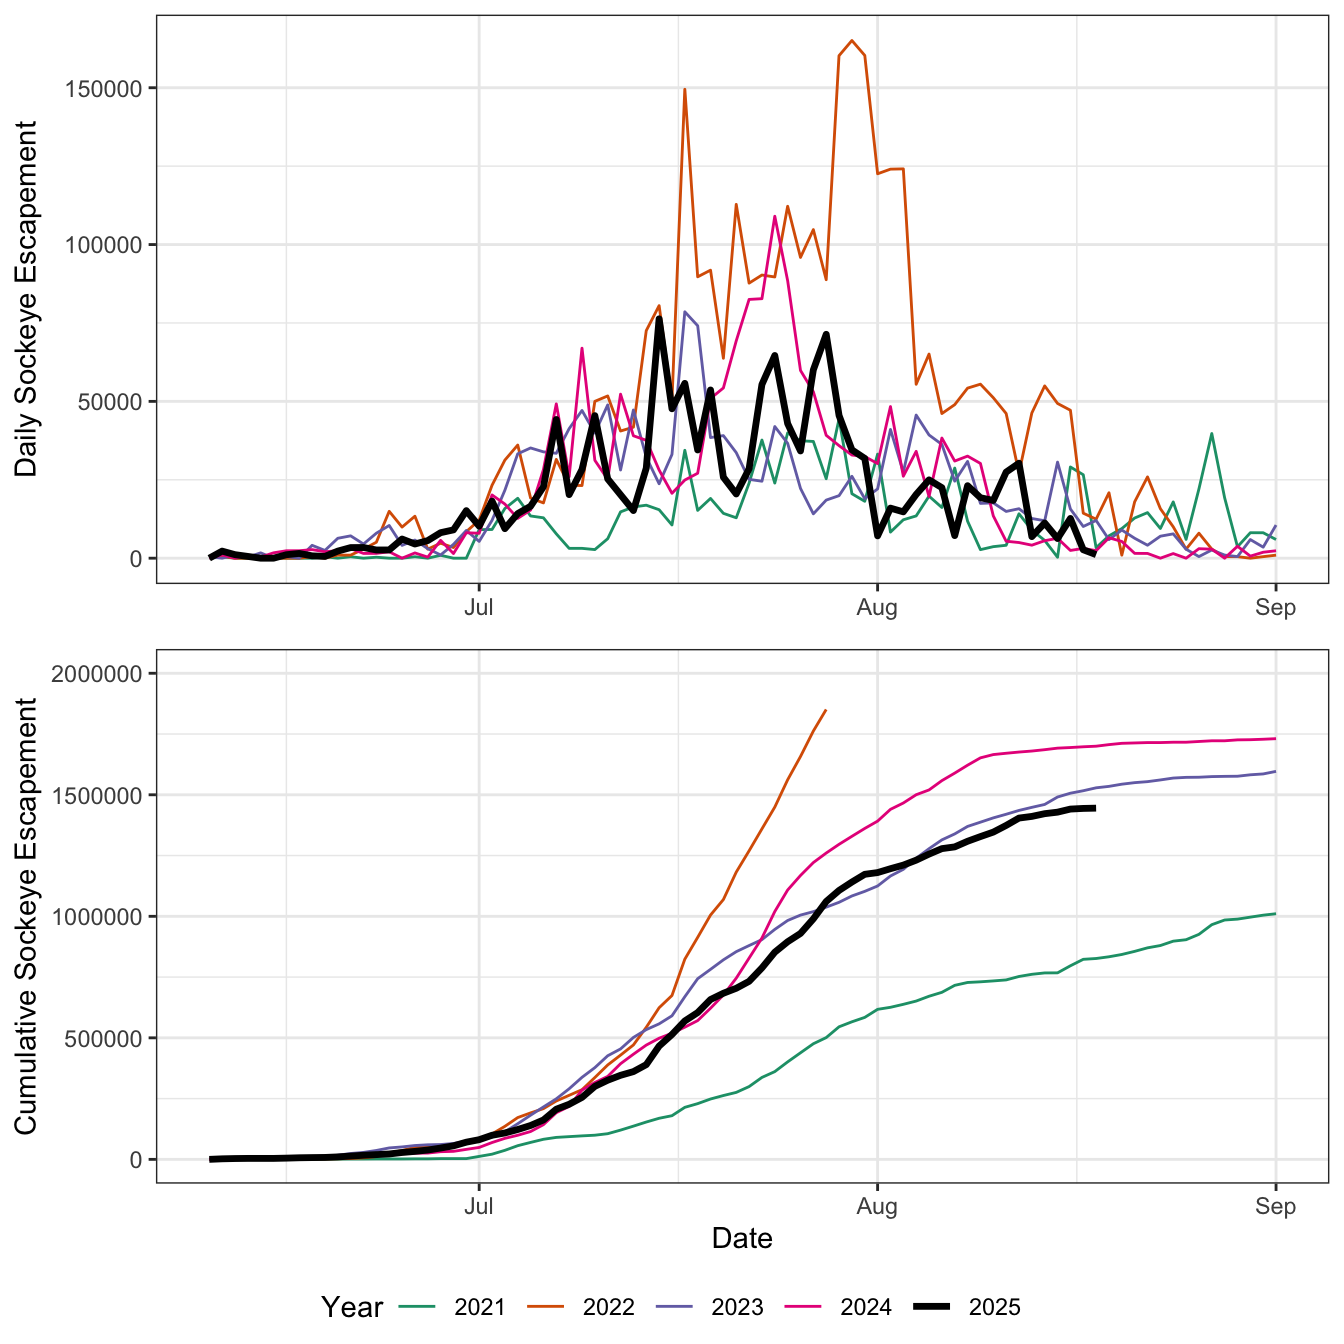 Daily Sockeye Escapement
150000
100000
50000
0
Jul Aug Sep
Cumulative Sockeye Escapement
2000000
1500000
1000000
500000
0
Jul Aug Sep
Date
Year 2021 2022 2023 2024 2025